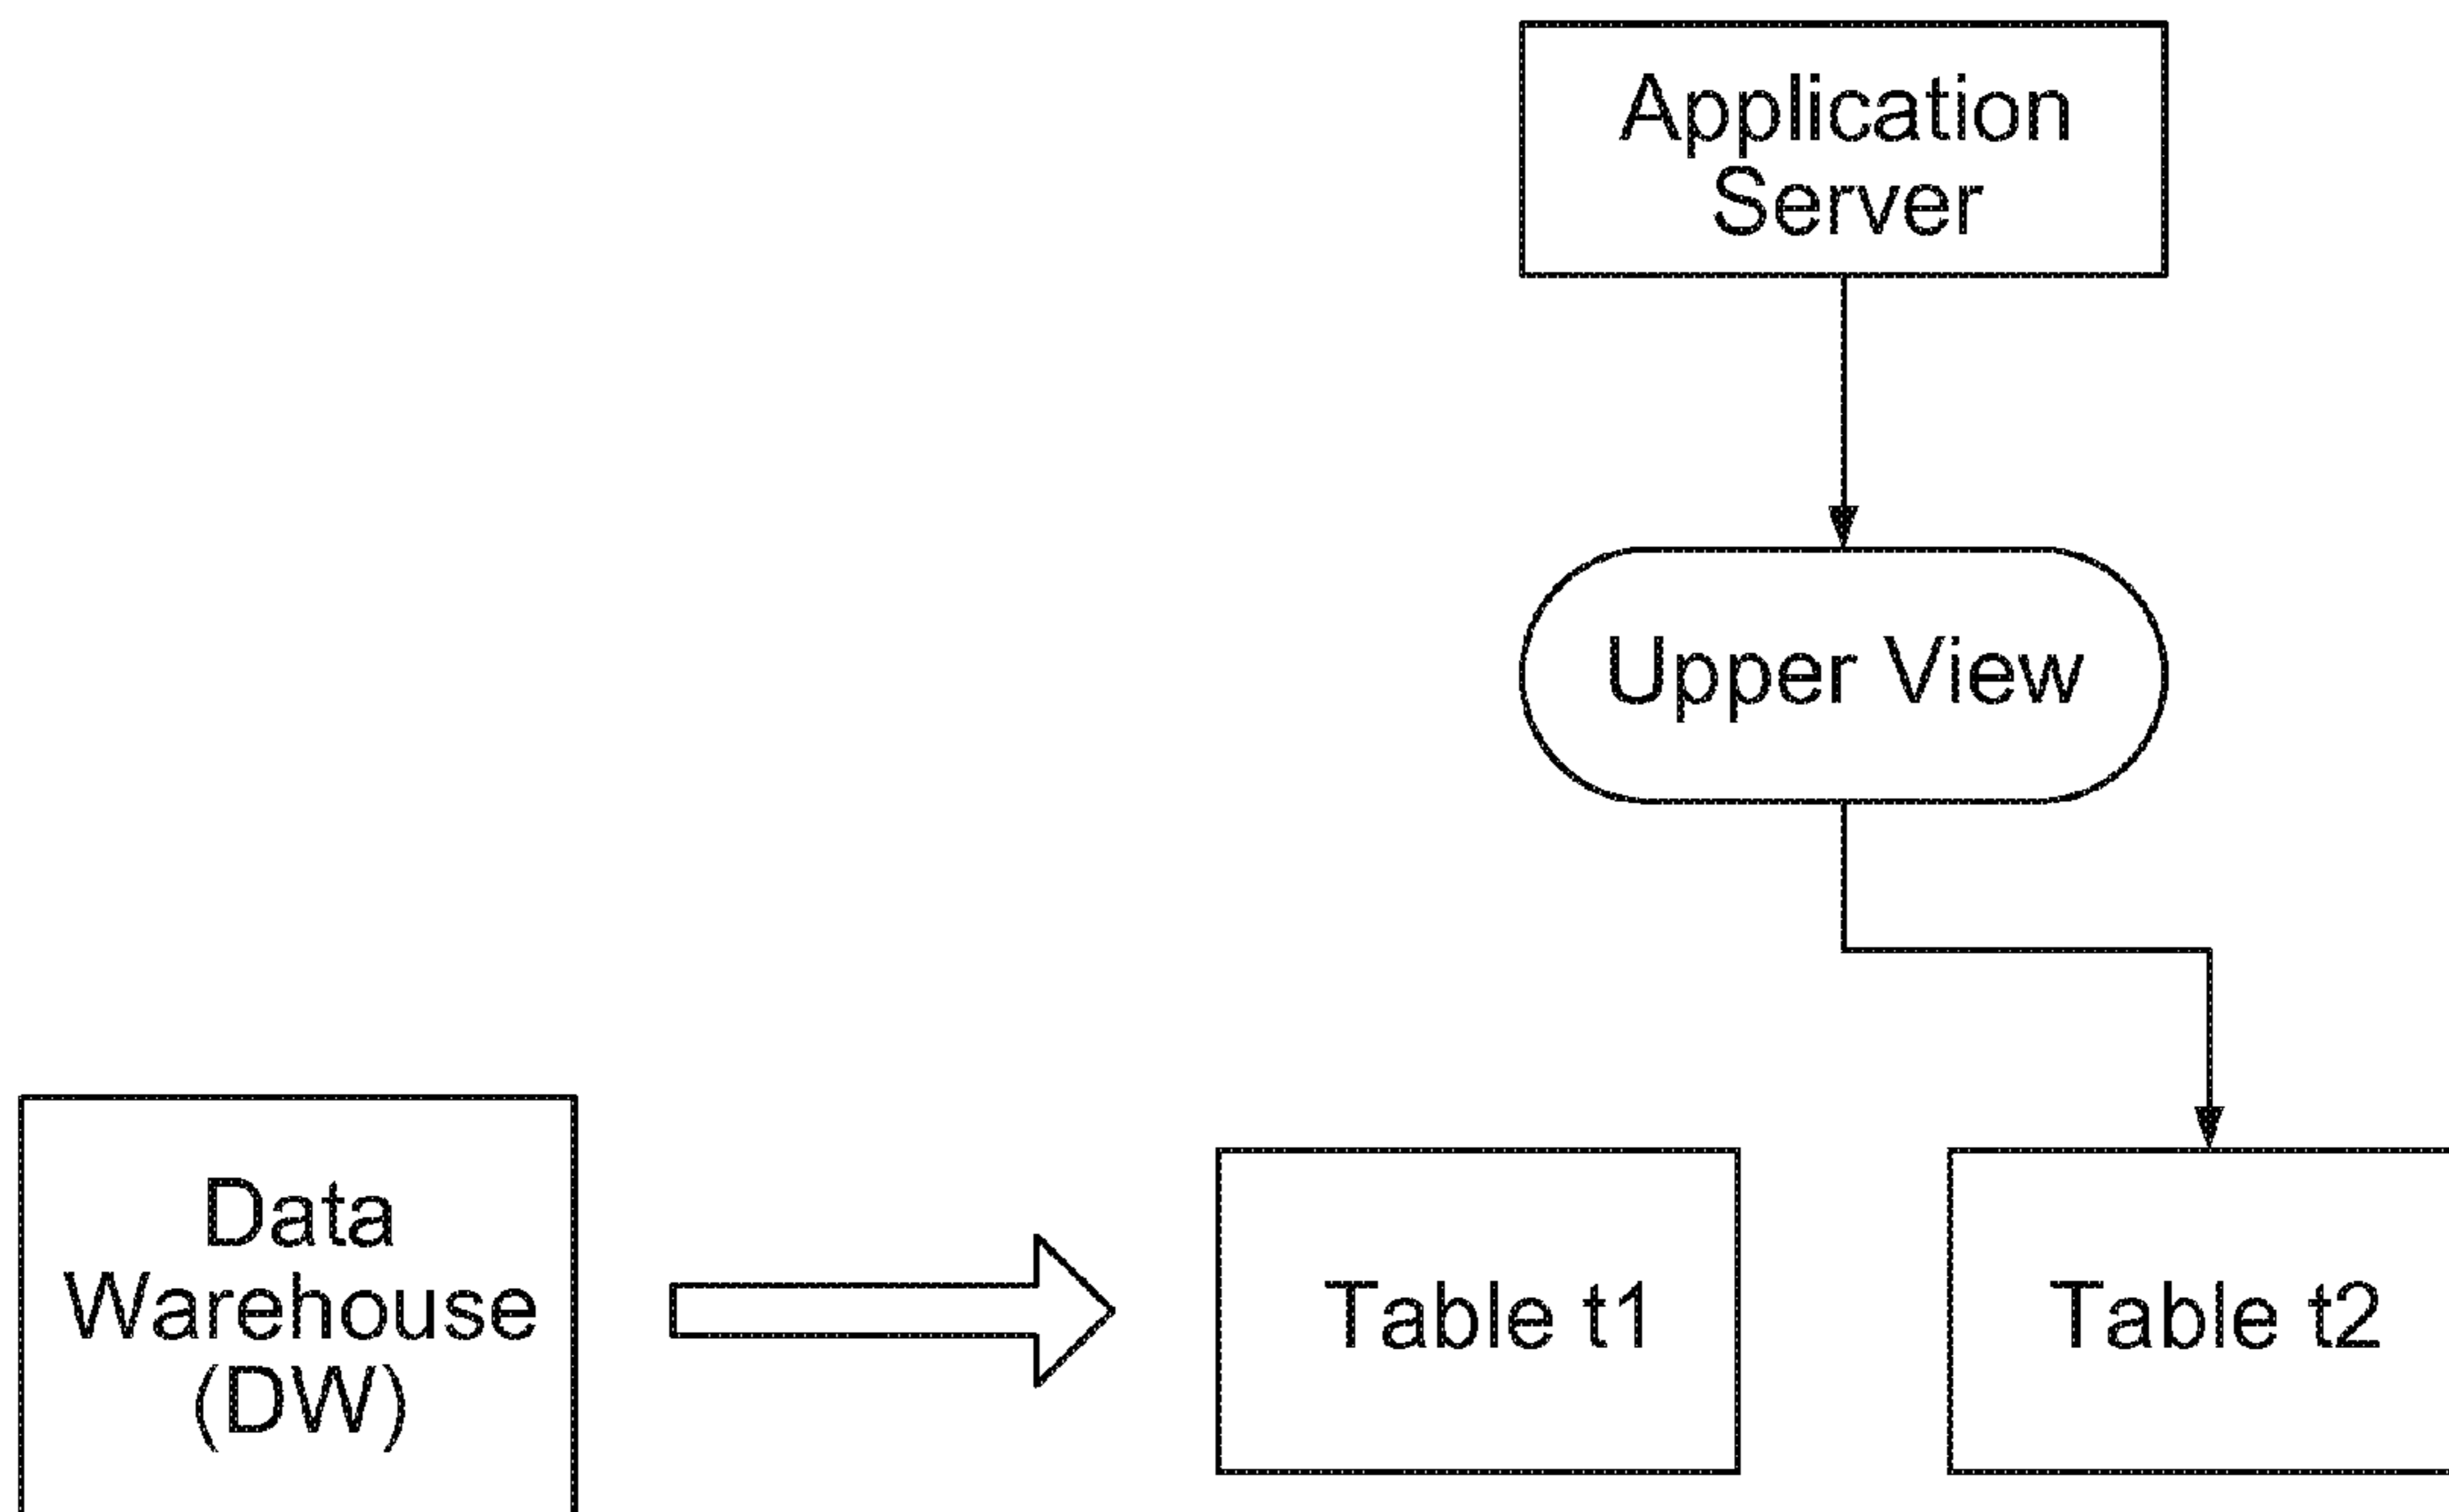 Application
Server
Upper View
Data
Warehouse
(DW)
Table t1
Table t2